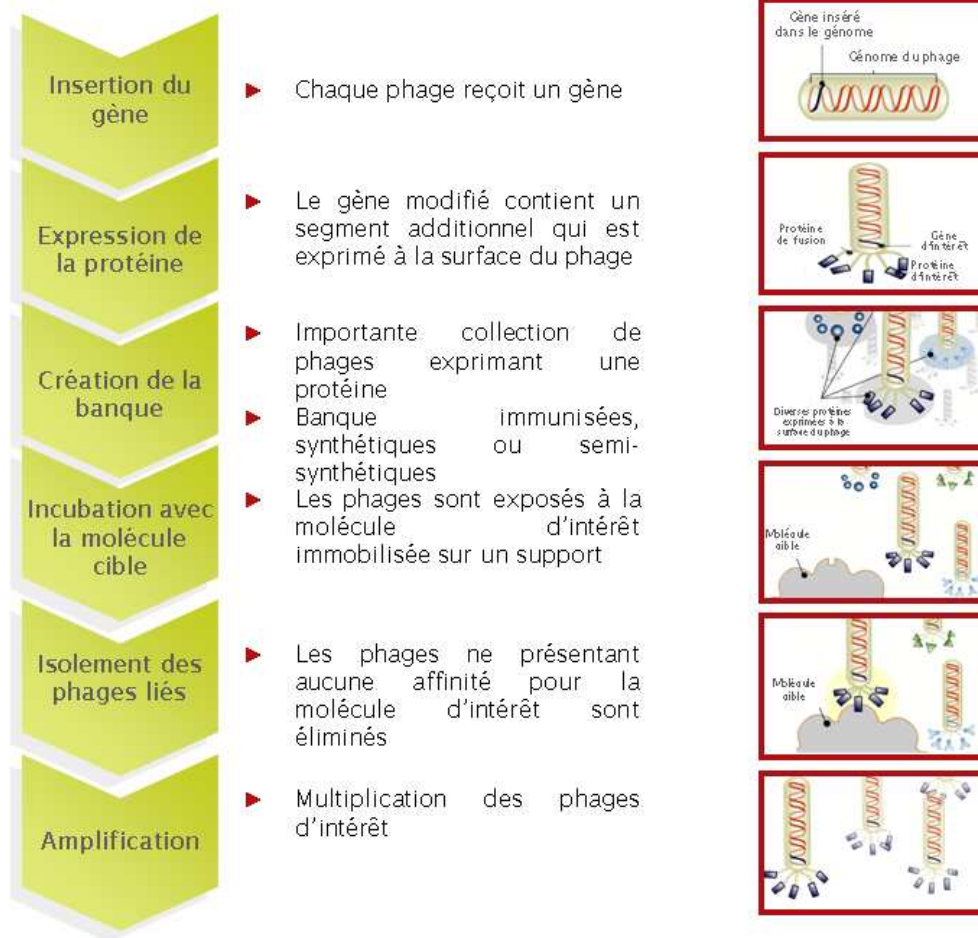 Insertion du
gène
Chaque phage reçoit un gène
Gène inséré
dans le génome
Génome du phage
Expression de
la protéine
Le gène modifié contient un
segment additionnel qui est
exprimé à la surface du phage
Protéine
de fusion
Gène
d'intérêt
Protéine
d'intérêt
Création de la
banque
Importante collection de
phages exprimant une
protéine
Banque immunisées,
synthétiques ou semi-
synthétiques
Diverses protéines
exprimées à la
surface du phage
Incubation avec
la molécule
cible
Les phages sont exposés à la
molécule d'intérêt
immobilisée sur un support
Molécule
cible
Isolement des
phages liés
Les phages ne présentant
aucune affinité pour la
molécule d'intérêt sont
éliminés
Molécule
cible
Amplification
Multiplication des phages
d'intérêt